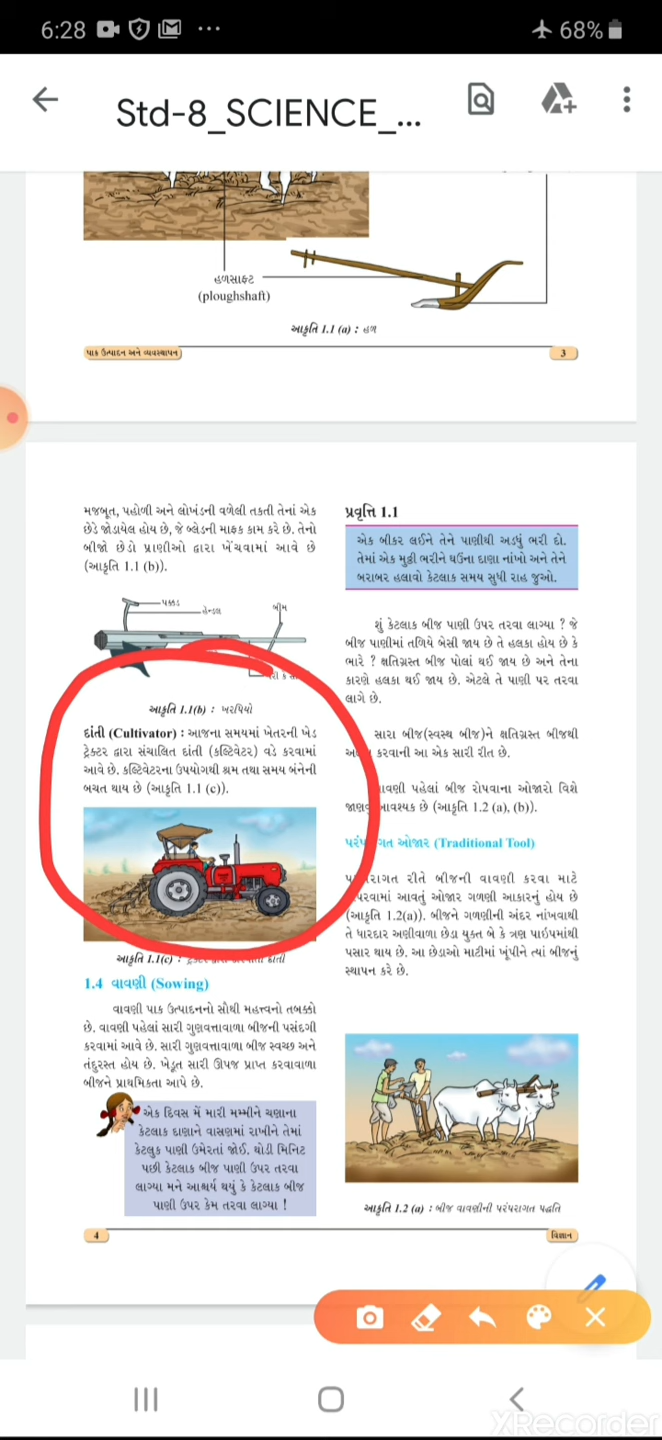 6:28
68%
Std-8_SCIENCE_...
હળસાફ્ટ
(ploughshaft)
આકૃતિ 1.1 (a) : હળ
પાક ઉત્પાદન અને વ્યવસ્થાપન
3
મજબૂત, પહોળી અને લોખંડની વળેલી તકતી તેનાં એક
છેડે જોડાયેલ હોય છે, જે બ્લેડની માફક કામ કરે છે. તેનો
બીજો છેડો પ્રાણીઓ દ્વારા ખેંચવામાં આવે છે
(આકૃતિ 1.1 (b)).
પક્કડ
હેન્ડલ
બીમ
આકૃતિ 1.1(b) : ખરપિયો
દાંતી (Cultivator) : આજના સમયમાં ખેતરની ખેડ
ટ્રેક્ટર દ્વારા સંચાલિત દાંતી (કલ્ટિવેટર) વડે કરવામાં
આવે છે. કલ્ટિવેટરના ઉપયોગથી શ્રમ તથા સમય બંનેની
બચત થાય છે (આકૃતિ 1.1 (c)).
આકૃતિ 1.1(c) :
1.4 વાવણી (Sowing)
વાવણી પાક ઉત્પાદનનો સૌથી મહત્ત્વનો તબક્કો
છે. વાવણી પહેલાં સારી ગુણવત્તાવાળા બીજની પસંદગી
કરવામાં આવે છે. સારી ગુણવત્તાવાળા બીજ સ્વચ્છ અને
તંદુરસ્ત હોય છે. ખેડૂત સારી ઊપજ પ્રાપ્ત કરવાવાળા
બીજને પ્રાથમિકતા આપે છે.
એક દિવસ મેં મારી મમ્મીને ચણાના
કેટલાક દાણાને વાસણમાં રાખીને તેમાં
કેટલુક પાણી ઉમેરતાં જોઈ. થોડી મિનિટ
પછી કેટલાક બીજ પાણી ઉપર તરવા
લાગ્યા મને આશ્ચર્ય થયું કે કેટલાક બીજ
પાણી ઉપર કેમ તરવા લાગ્યા !
4
પ્રવૃત્તિ 1.1
એક બીકર લઈને તેને પાણીથી અડધું ભરી દો.
તેમાં એક મુઠ્ઠી ભરીને ઘઉંના દાણા નાંખો અને તેને
બરાબર હલાવો કેટલાક સમય સુધી રાહ જુઓ.
શું કેટલાક બીજ પાણી ઉપર તરવા લાગ્યા ? જે
બીજ પાણીમાં તળિયે બેસી જાય છે તે હલકા હોય છે કે
ભારે ? ક્ષતિગ્રસ્ત બીજ પોલાં થઈ જાય છે અને તેના
કારણે હલકા થઈ જાય છે. એટલે તે પાણી પર તરવા
લાગે છે.
સારા બીજ(સ્વસ્થ બીજ)ને ક્ષતિગ્રસ્ત બીજથી
કરવાની આ એક સારી રીત છે.
પહેલાં બીજ રોપવાના ઓજારો વિશે
આવશ્યક છે (આકૃતિ 1.2 (a), (b)).
ઓજાર (Traditional Tool)
રીતે બીજની વાવણી કરવા માટે
આવતું ઓજાર ગળણી આકારનું હોય છે
(આકૃતિ 1.2(a)). બીજને ગળણીની અંદર નાંખવાથી
તે ધારદાર અણીવાળા છેડા યુક્ત બે કે ત્રણ પાઇપમાંથી
પસાર થાય છે. આ છેડાઓ માટીમાં ખૂંપીને ત્યાં બીજનું
સ્થાપન કરે છે.
આકૃતિ 1.2 (a) : બીજ વાવણીની પરંપરાગત પદ્ધતિ
વિજ્ઞાન
XRecorder